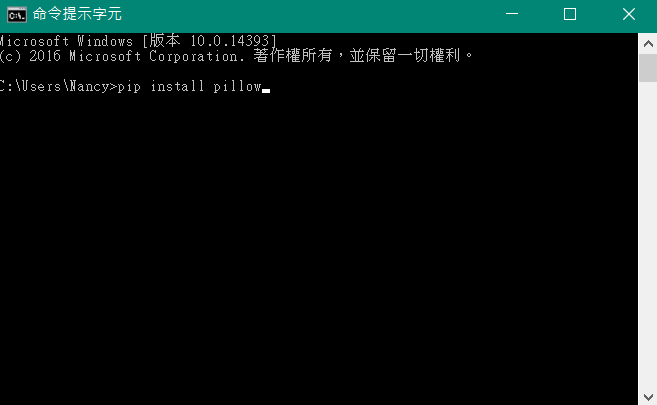 命令提示字元
Microsoft Windows [版本 10.0.14393]
(c) 2016 Microsoft Corporation. 著作權所有，並保留一切權利。
C:\Users\Nancy>pip install pillow